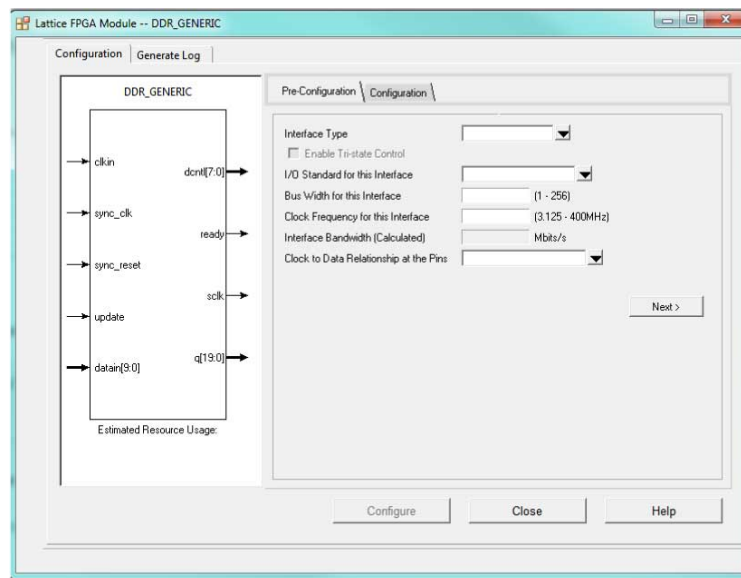 Lattice FPGA Module -- DDR_GENERIC
Configuration
Generate Log
DDR_GENERIC
clkin
dcntl[7:0]
sync_clk
ready
sync_reset
sclk
update
q[19:0]
datain[9:0]
Estimated Resource Usage:
Pre-Configuration
Configuration
Interface Type
Enable Tri-state Control
I/O Standard for this Interface
Bus Width for this Interface (1 - 256)
Clock Frequency for this Interface (3.125 - 400MHz)
Interface Bandwidth (Calculated) Mbits/s
Clock to Data Relationship at the Pins
Next >
Configure
Close
Help